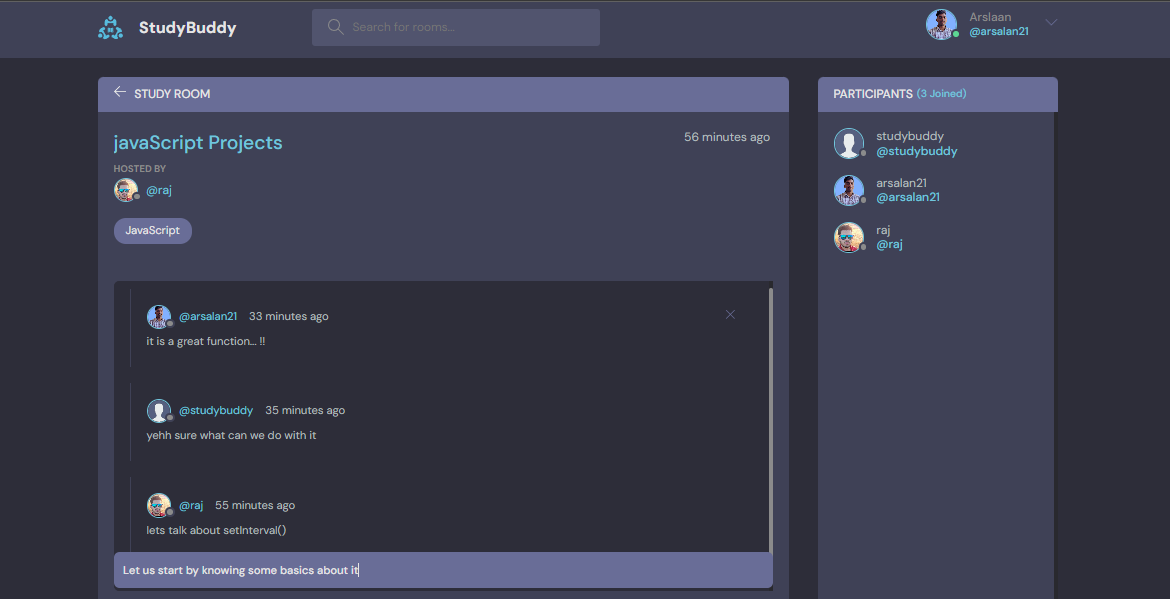 StudyBuddy
Search for rooms...
Arslaan
@arsalan21
STUDY ROOM
javaScript Projects
56 minutes ago
HOSTED BY
@raj
JavaScript
@arsalan21 33 minutes ago
it is a great function... !!
@studybuddy 35 minutes ago
yehh sure what can we do with it
@raj 55 minutes ago
lets talk about setInterval()
Let us start by knowing some basics about it
PARTICIPANTS (3 Joined)
studybuddy
@studybuddy
arsalan21
@arsalan21
raj
@raj